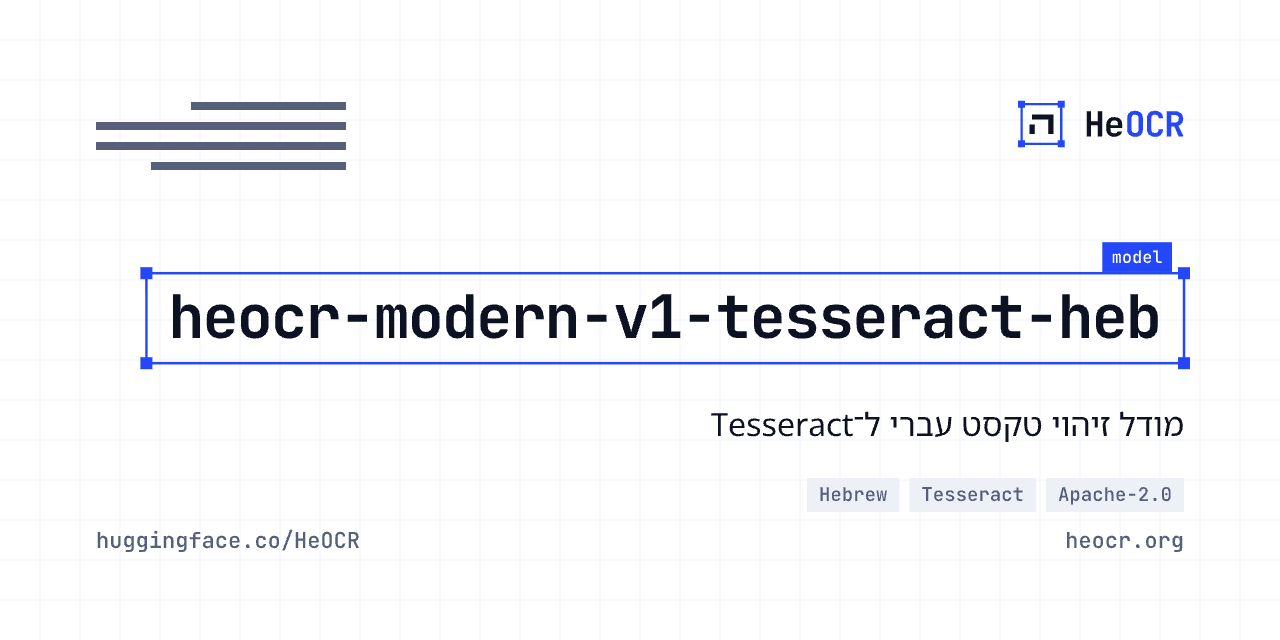 ה HeOCR
model
heocr-modern-v1-tesseract-heb
מודל זיהוי טקסט עברי ל־Tesseract
Hebrew Tesseract Apache-2.0
huggingface.co/HeOCR heocr.org